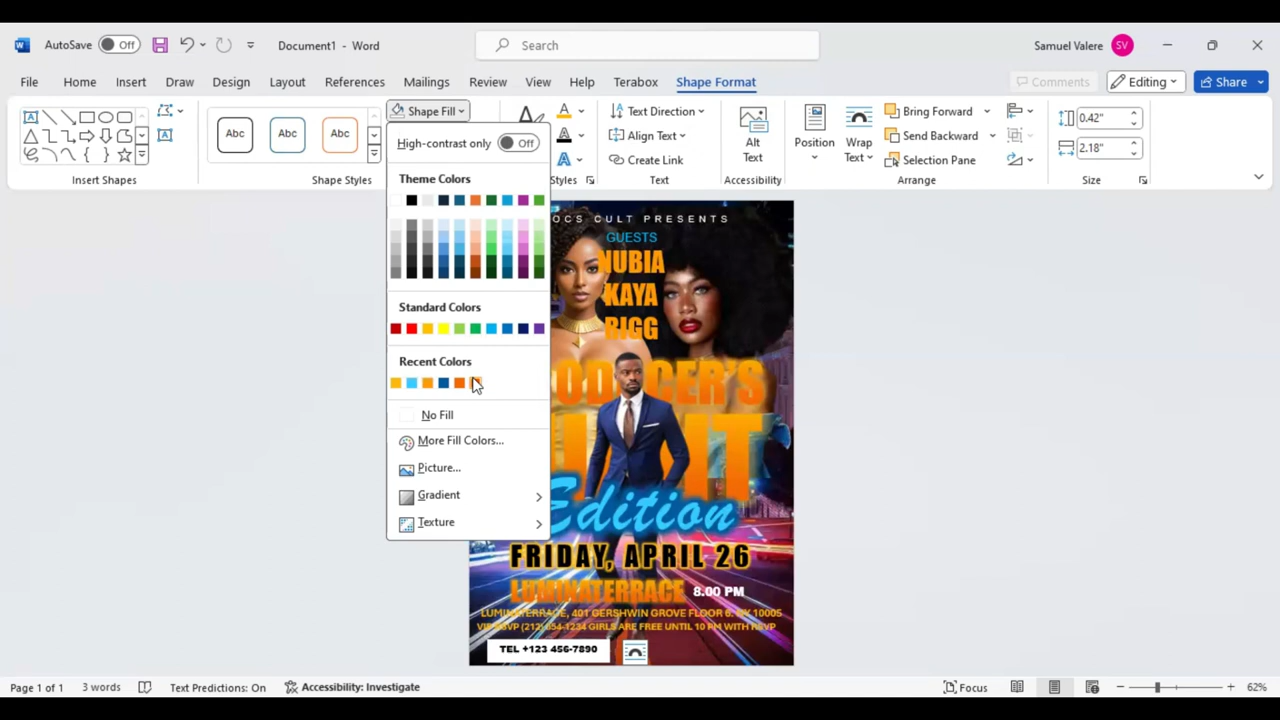 AutoSave Off Document1 - Word Search Samuel Valere SV
File Home Insert Draw Design Layout References Mailings Review View Help Terabox Shape Format Comments Editing Share
Abc Abc Abc Shape Fill Text Direction Bring Forward 0.42"
High-contrast only Off Align Text Alt Text Position Wrap Text Send Backward 2.18"
Create Link Selection Pane
Insert Shapes Shape Styles Styles Text Accessibility Arrange Size
Theme Colors
Standard Colors
Recent Colors
No Fill
More Fill Colors...
Picture...
Gradient
Texture
OCS CULT PRESENTS
GUESTS
NUBIA
KAYA
RIGG
Edition
FRIDAY, APRIL 26
LUMINATERRACE 8.00 PM
LUMINATERRACE, 401 GERSHWIN GROVE FLOOR 6, NY 10005
VIP RSVP (212) 654-1234 GIRLS ARE FREE UNTIL 10 PM WITH RSVP
TEL +123 456-7890
Page 1 of 1 3 words Text Predictions: On Accessibility: Investigate Focus 62%